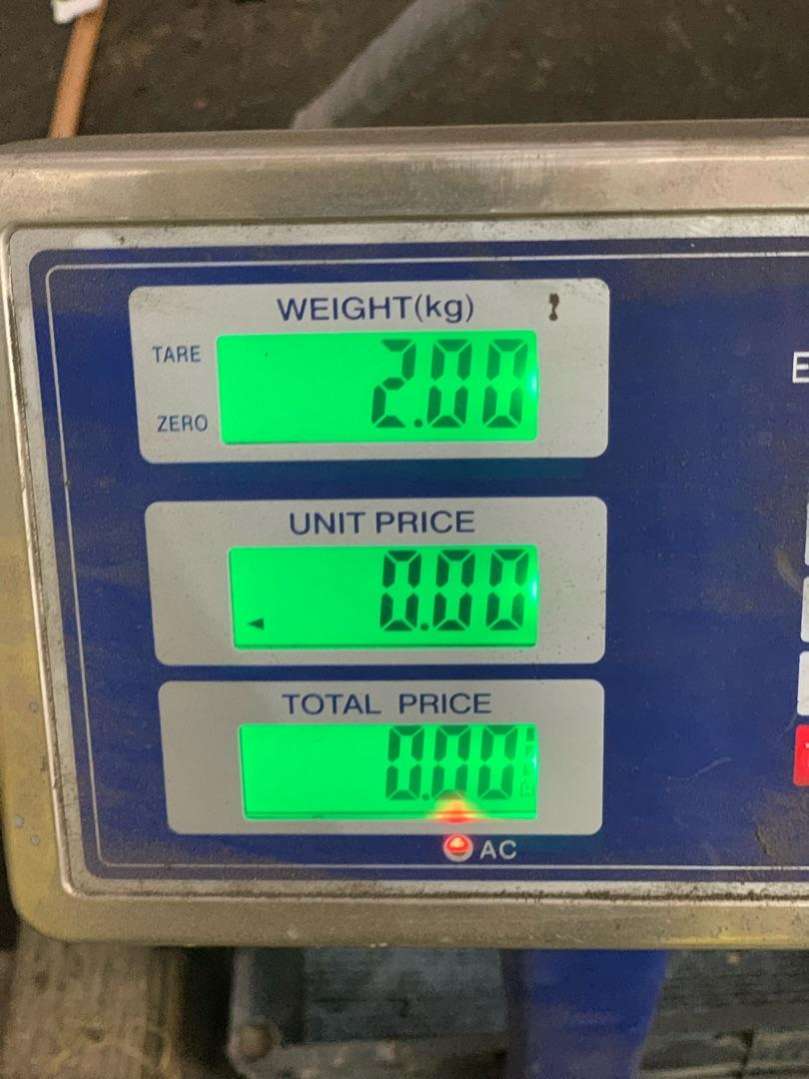 WEIGHT(kg)
TARE
2.00
ZERO
UNIT PRICE
0.00
TOTAL PRICE
0.00
AC
E